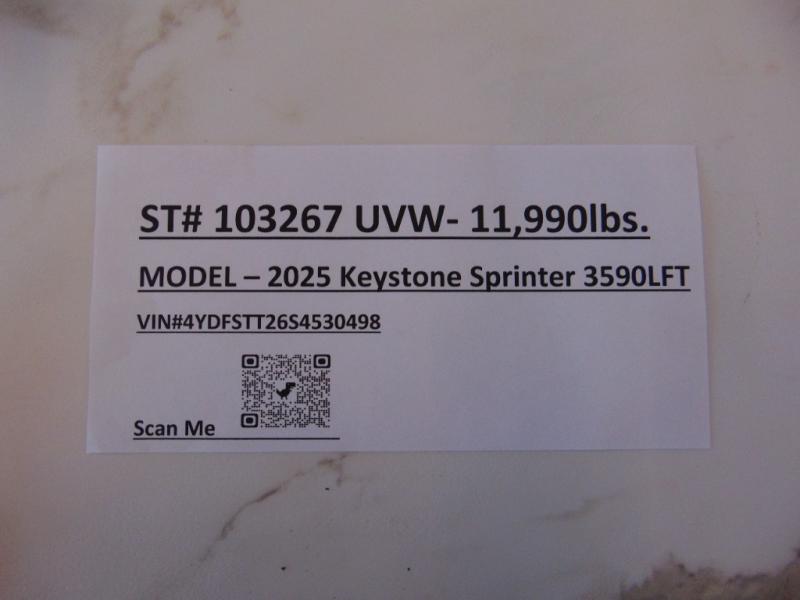 ST# 103267 UVW- 11,990lbs.
MODEL – 2025 Keystone Sprinter 3590LFT
VIN#4YDFSTT26S4530498
Scan Me